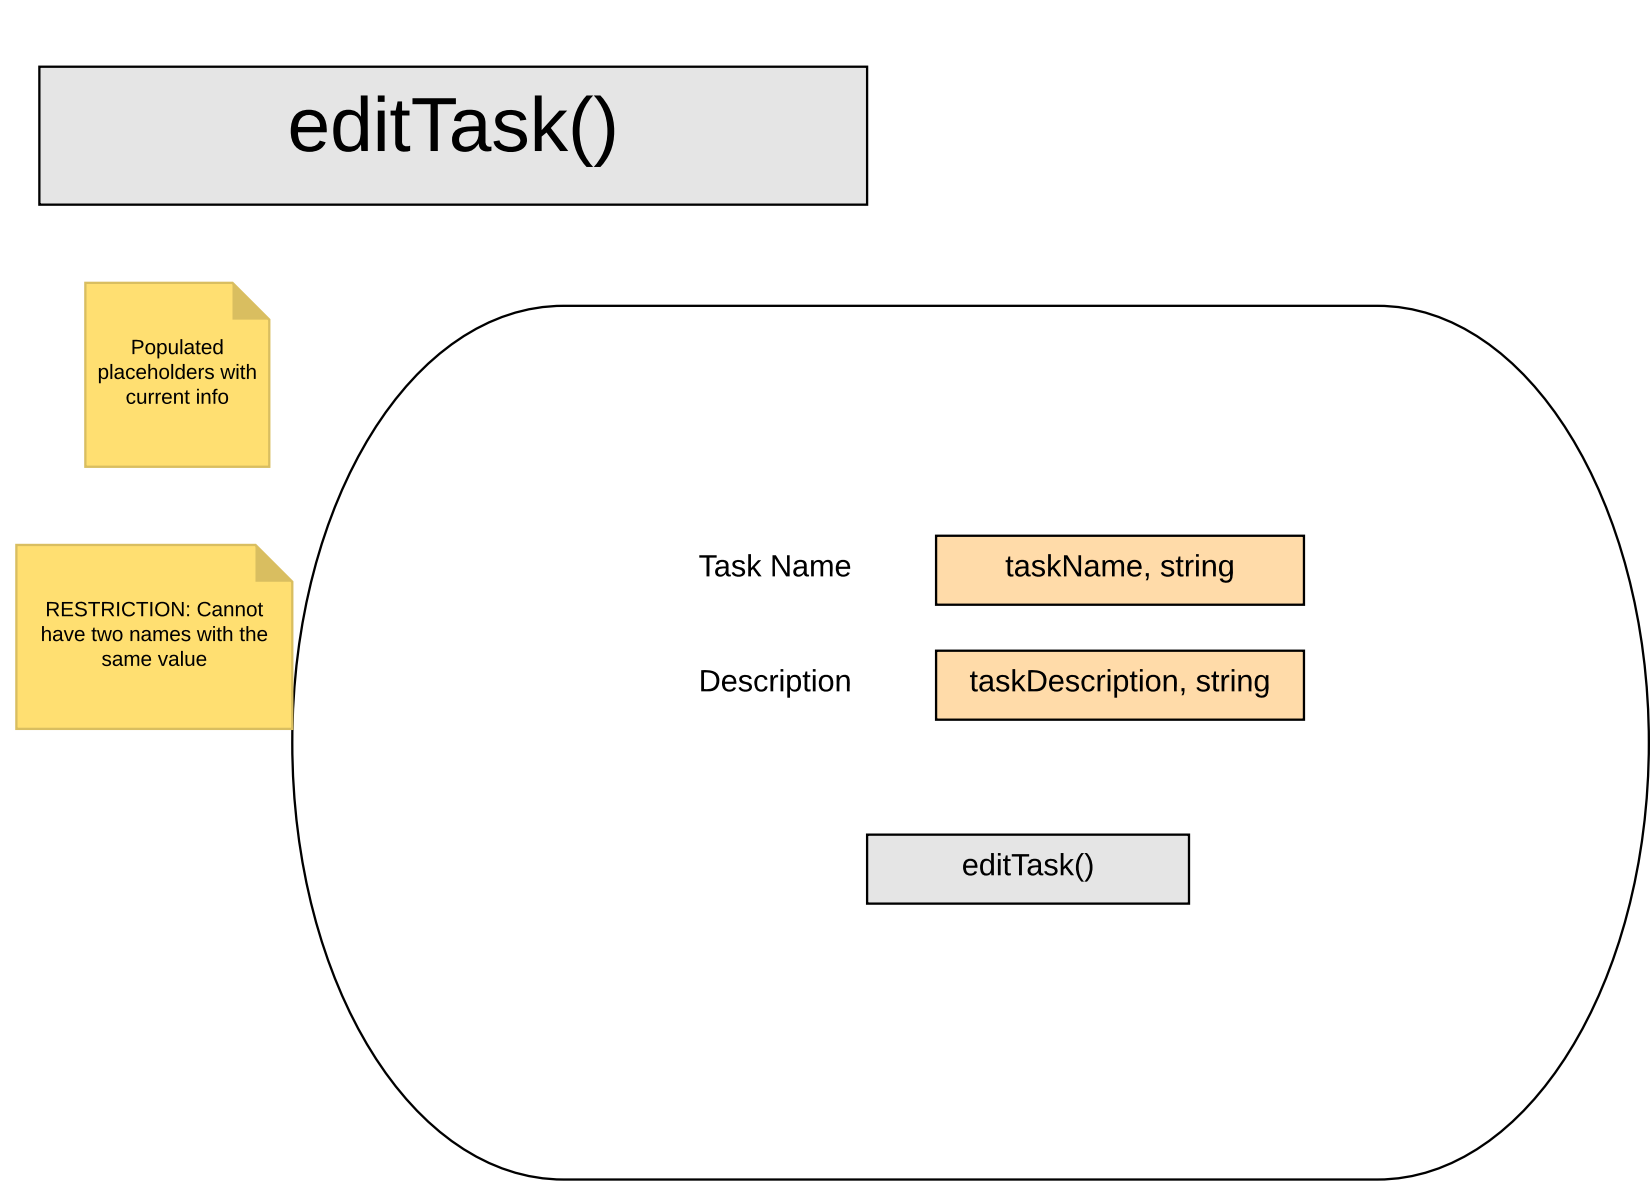 editTask()
Populated
placeholders with
current info
RESTRICTION: Cannot
have two names with the
same value
Task Name
taskName, string
Description
taskDescription, string
editTask()